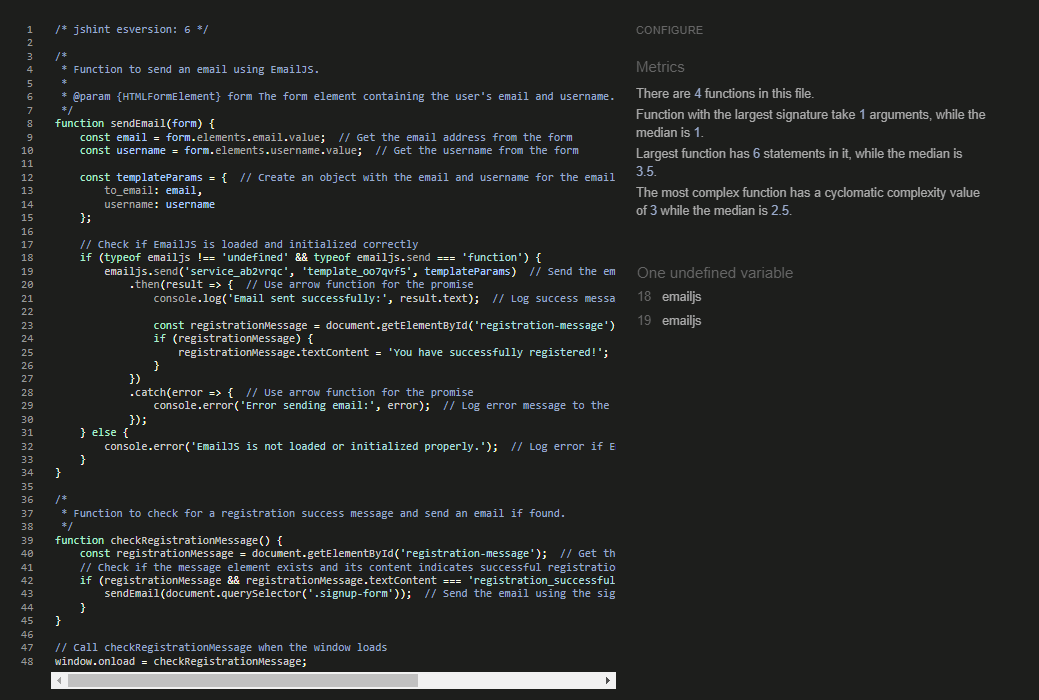 1 /* jshint esversion: 6 */
2
3 /*
4 * Function to send an email using EmailJS.
5 *
6 * @param {HTMLFormElement} form The form element containing the user's email and username.
7 */
8 function sendEmail(form) {
9 const email = form.elements.email.value; // Get the email address from the form
10 const username = form.elements.username.value; // Get the username from the form
11
12 const templateParams = { // Create an object with the email and username for the email
13 to_email: email,
14 username: username
15 };
16
17 // Check if EmailJS is loaded and initialized correctly
18 if (typeof emailjs !== 'undefined' && typeof emailjs.send === 'function') {
19 emailjs.send('service_ab2vrqc', 'template_oo7qvf5', templateParams) // Send the em
20 .then(result => { // Use arrow function for the promise
21 console.log('Email sent successfully:', result.text); // Log success messa
22
23 const registrationMessage = document.getElementById('registration-message')
24 if (registrationMessage) {
25 registrationMessage.textContent = 'You have successfully registered!';
26 }
27 })
28 .catch(error => { // Use arrow function for the promise
29 console.error('Error sending email:', error); // Log error message to the
30 });
31 } else {
32 console.error('EmailJS is not loaded or initialized properly.'); // Log error if E
33 }
34 }
35
36 /*
37 * Function to check for a registration success message and send an email if found.
38 */
39 function checkRegistrationMessage() {
40 const registrationMessage = document.getElementById('registration-message'); // Get th
41 // Check if the message element exists and its content indicates successful registratio
42 if (registrationMessage && registrationMessage.textContent === 'registration_successful
43 sendEmail(document.querySelector('.signup-form')); // Send the email using the sig
44 }
45 }
46
47 // Call checkRegistrationMessage when the window loads
48 window.onload = checkRegistrationMessage;
CONFIGURE
Metrics
There are 4 functions in this file.
Function with the largest signature take 1 arguments, while the
median is 1.
Largest function has 6 statements in it, while the median is
3.5.
The most complex function has a cyclomatic complexity value
of 3 while the median is 2.5.
One undefined variable
18 emailjs
19 emailjs